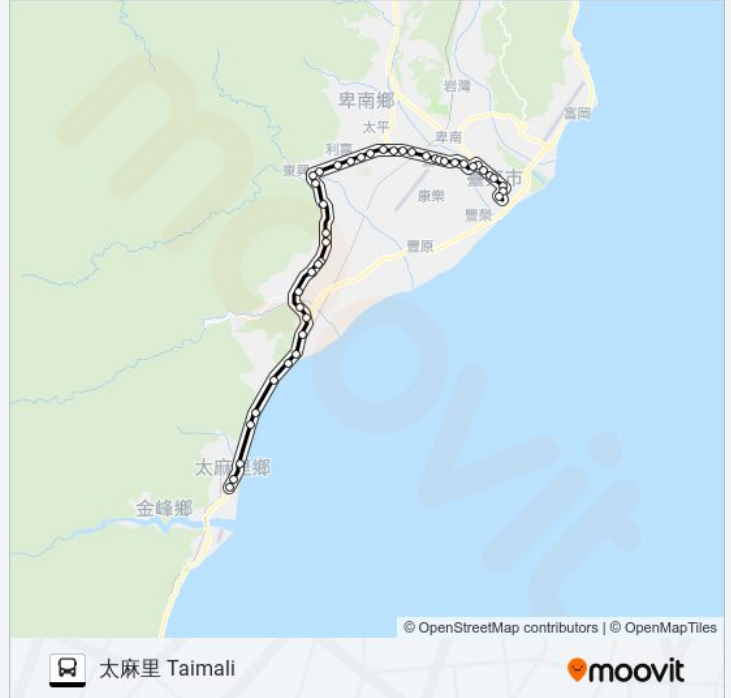 岩灣
卑南鄉
富岡
太平
卑南
利嘉
東興
臺東市
康樂
豐榮
豐原
太麻里鄉
金峰鄉
moovit
© OpenStreetMap contributors | © OpenMapTiles
太麻里 Taimali
moovit